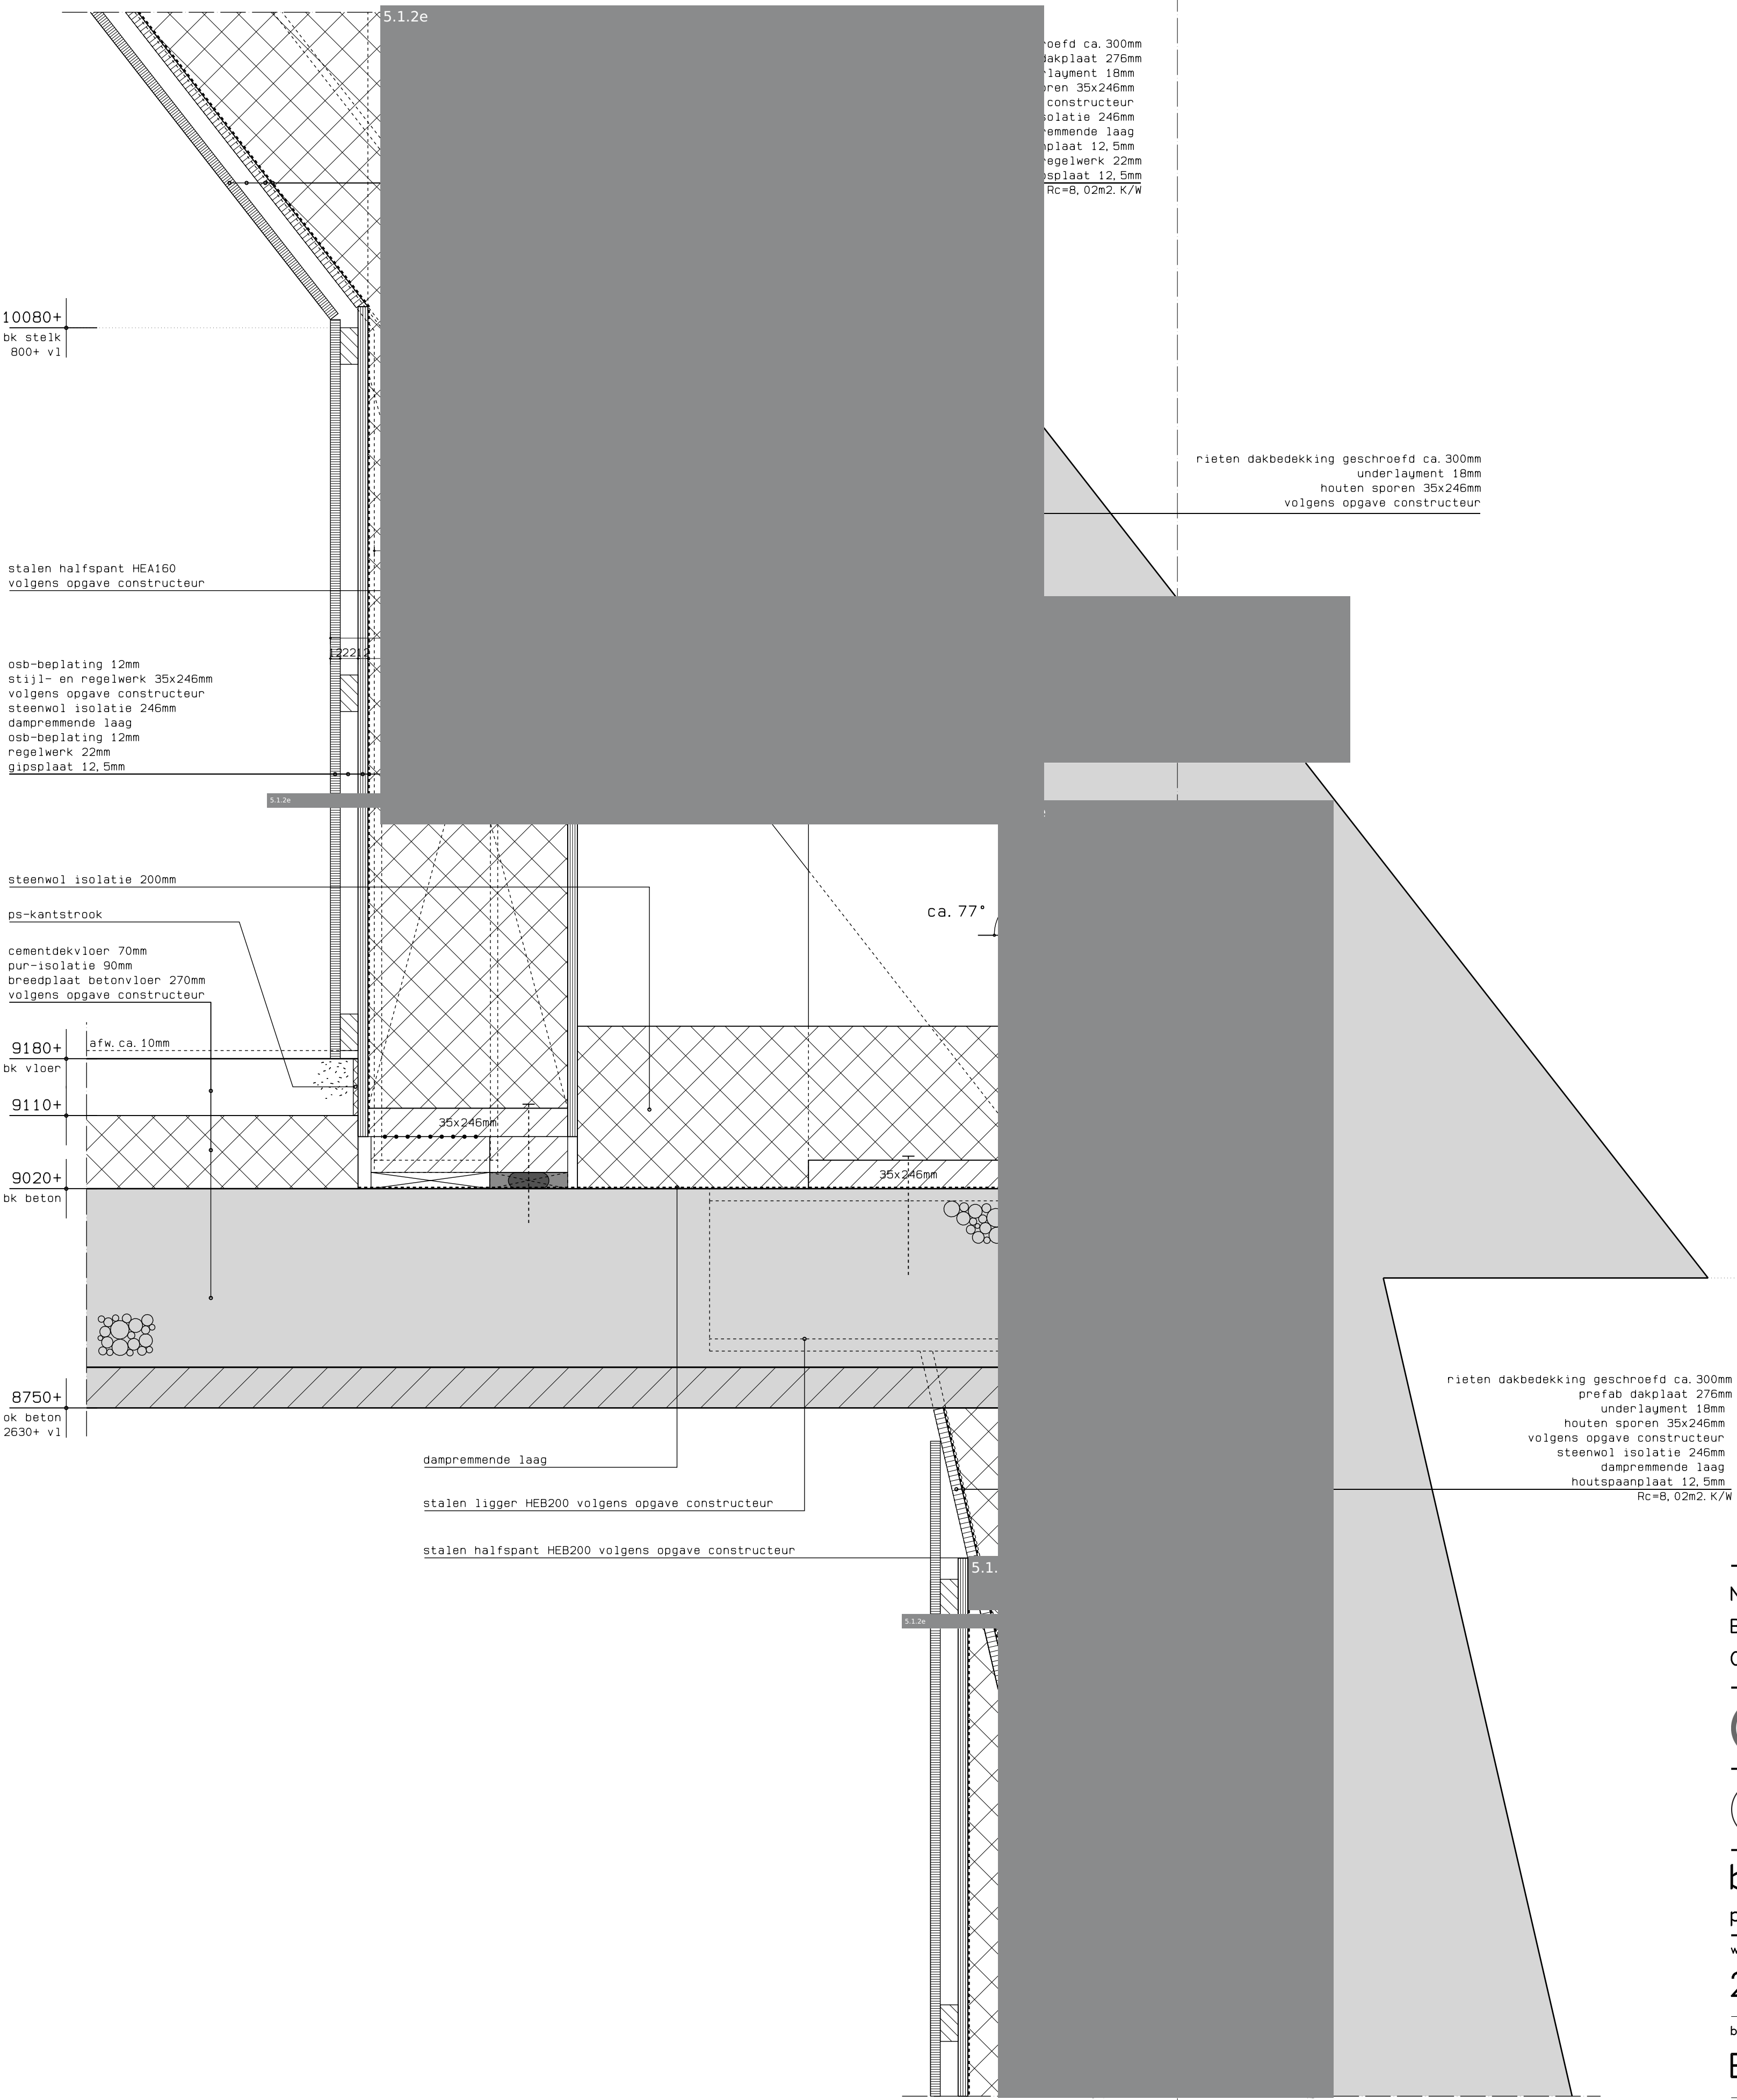 5.1.2e
roefd ca. 300mm
dakplaat 276mm
rlayment 18mm
oren 35x246mm
constructeur
solatie 246mm
remmende laag
nplaat 12,5mm
regelwerk 22mm
osplaat 12,5mm
Rc=8,02m2.K/W
10080+
bk stelk
800+ vl
rieten dakbedekking geschroefd ca. 300mm
underlayment 18mm
houten sporen 35x246mm
volgens opgave constructeur
stalen halfspant HEA160
volgens opgave constructeur
122212
osb-beplating 12mm
stijl- en regelwerk 35x246mm
volgens opgave constructeur
steenwol isolatie 246mm
dampremmende laag
osb-beplating 12mm
regelwerk 22mm
gipsplaat 12,5mm
5.1.2e
steenwol isolatie 200mm
ps-kantstrook
ca. 77°
cementdekvloer 70mm
pur-isolatie 90mm
breedplaat betonvloer 270mm
volgens opgave constructeur
afw. ca. 10mm
9180+
bk vloer
9110+
35x246mm
9020+
bk beton
35x246mm
8750+
ok beton
2630+ vl
rieten dakbedekking geschroefd ca. 300mm
prefab dakplaat 276mm
underlayment 18mm
houten sporen 35x246mm
volgens opgave constructeur
steenwol isolatie 246mm
dampremmende laag
houtspaanplaat 12,5mm
Rc=8,02m2.K/W
dampremmende laag
stalen ligger HEB200 volgens opgave constructeur
stalen halfspant HEB200 volgens opgave constructeur
5.1.
5.1.2e